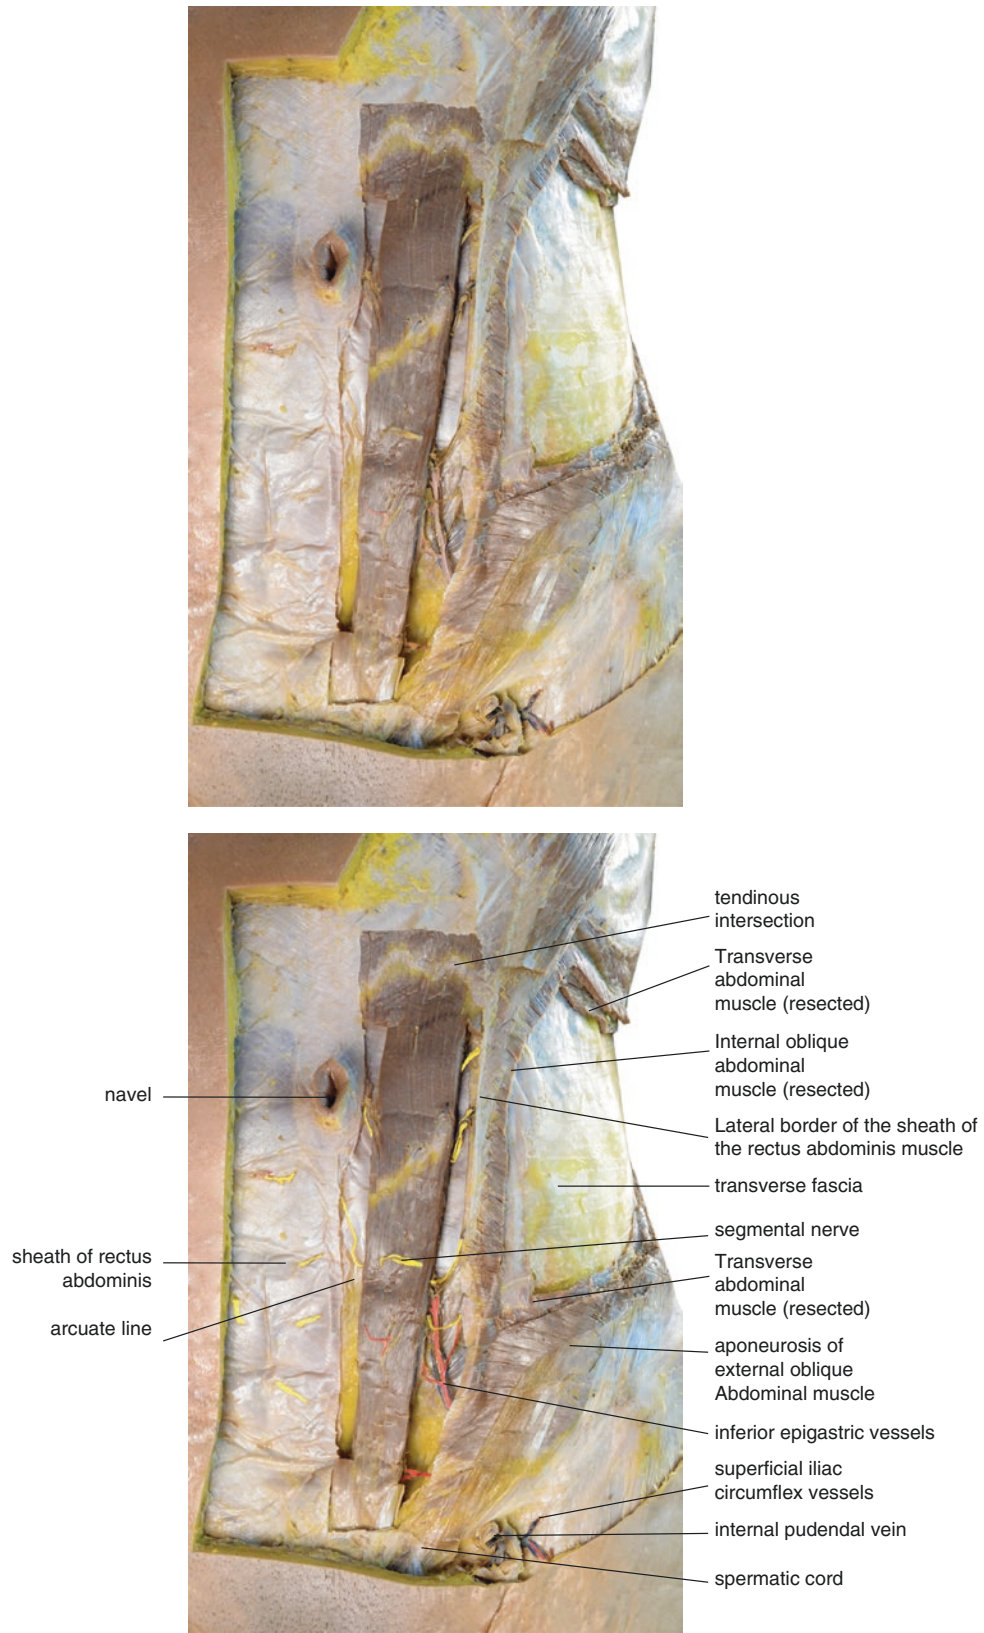 tendinous
intersection
Transverse
abdominal
muscle (resected)
Internal oblique
abdominal
muscle (resected)
navel
Lateral border of the sheath of
the rectus abdominis muscle
transverse fascia
segmental nerve
sheath of rectus
abdominis
Transverse
abdominal
muscle (resected)
arcuate line
aponeurosis of
external oblique
Abdominal muscle
inferior epigastric vessels
superficial iliac
circumflex vessels
internal pudendal vein
spermatic cord